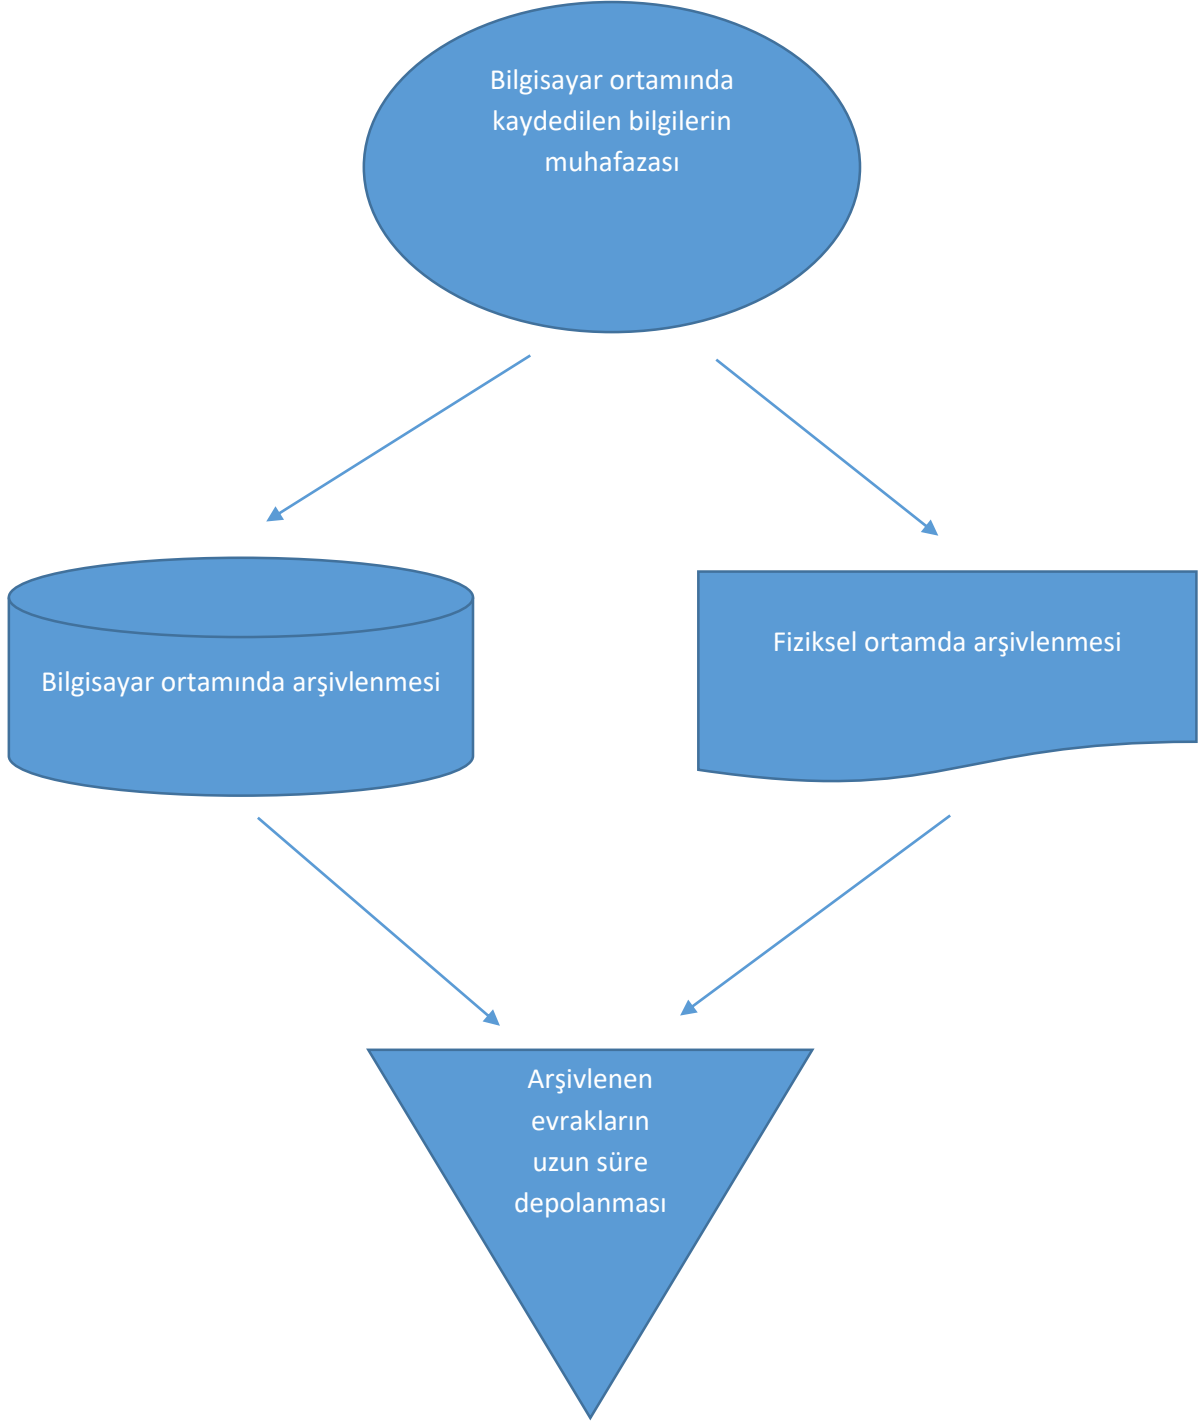 Bilgisayar ortamında
kaydedilen bilgilerin
muhafazası
Bilgisayar ortamında arşivlenmesi
Fiziksel ortamda arşivlenmesi
Arşivlenen
evrakların
uzun süre
depolanması